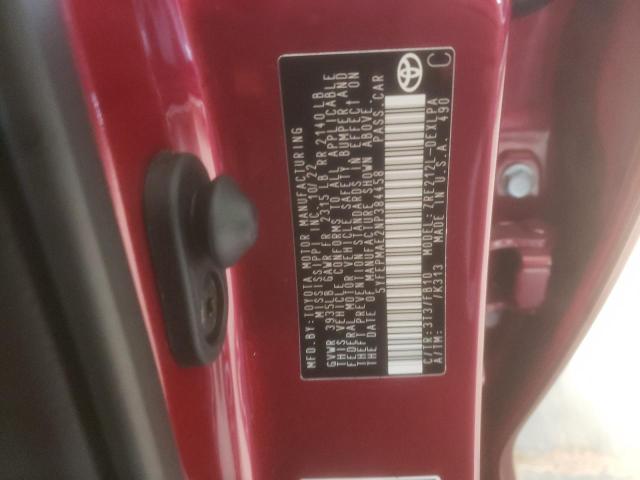 MFD. BY: TOYOTA MOTOR MANUFACTURING
MISSISSIPPI INC. 10/22
GVWR 3935LB GAWR FR 2315LB RR 2140LB
THIS VEHICLE CONFORMS TO ALL APPLICABLE
FEDERAL MOTOR VEHICLE SAFETY, BUMPER AND
THEFT PREVENTION STANDARDS IN EFFECT ON
THE DATE OF MANUFACTURE SHOWN ABOVE.
PASS. CAR
C/TR:3T3/FB10 MODEL:ZRE212L-DEXLPA
A/TM: /K313 MADE IN U.S.A. 490
C